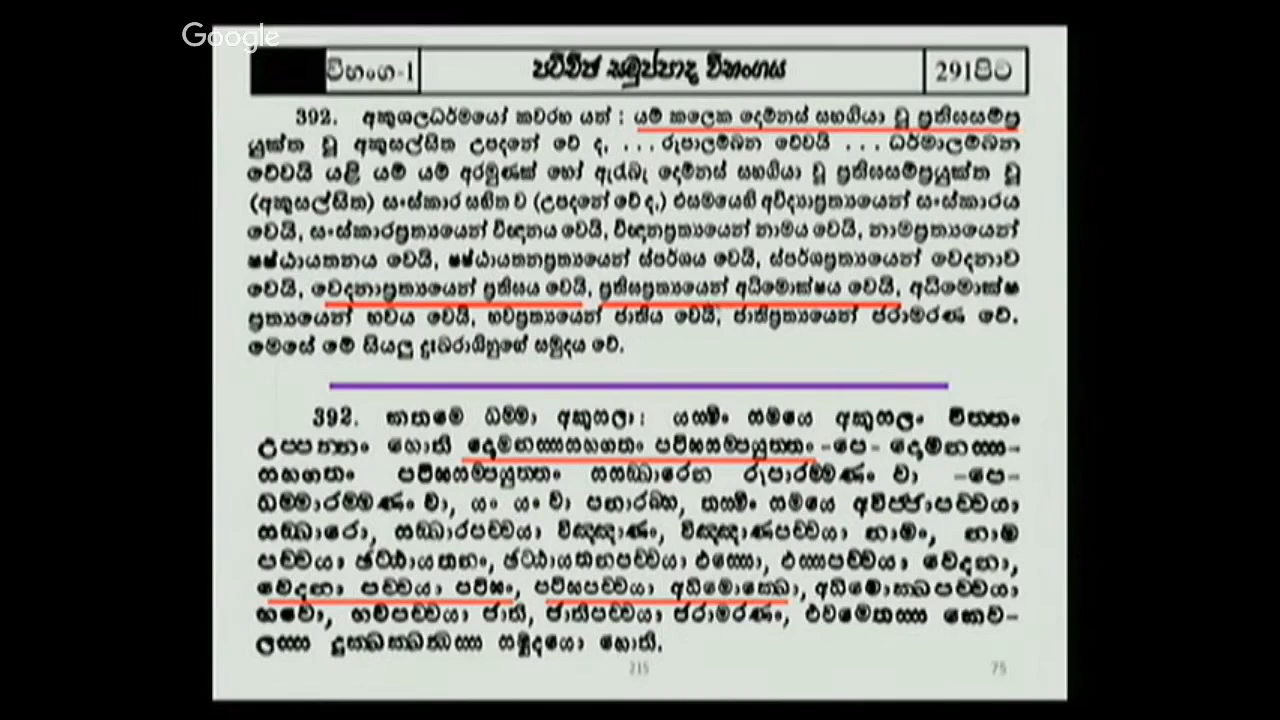 Google
විභංග-1
පටිච්ච සමුප්පාද විභංගය
291පිට
392. අකුශලධර්මයෝ කවරහ යත් : යම් කලෙක දොම්නස් සහගියා වූ ප්‍රතිඝසම්ප්‍ර
යුක්ත වූ අකුසල්සිත උපදනේ වේ ද, ...රූපාලම්බන වේවයි ...ධර්මාලම්බන
වේවයි යළි යම් යම් අරමුණක් හෝ ඇරැබැ දොම්නස් සහගියා වූ ප්‍රතිඝසම්ප්‍රයුක්ත වූ
(අකුසල්සිත) සංස්කාර සහිත ව (උපදනේ වේ ද,) එසමයෙහි අවිද්‍යාප්‍රත්‍යයෙන් සංස්කාරය
වෙයි, සංස්කාරප්‍රත්‍යයෙන් විඥානය වෙයි, විඥානප්‍රත්‍යයෙන් නාමය වෙයි, නාමප්‍රත්‍යයෙන්
ෂෂ්ඨායතනය වෙයි, ෂෂ්ඨායතනප්‍රත්‍යයෙන් ස්පර්ශය වෙයි, ස්පර්ශප්‍රත්‍යයෙන් වේදනාව
වෙයි, වේදනාප්‍රත්‍යයෙන් ප්‍රතිඝය වෙයි, ප්‍රතිඝප්‍රත්‍යයෙන් අධිමොක්ෂය වෙයි, අධිමොක්ෂ
ප්‍රත්‍යයෙන් භවය වෙයි, භවප්‍රත්‍යයෙන් ජාතිය වෙයි, ජාතිප්‍රත්‍යයෙන් ජරාමරණ වේ.
මෙසේ මේ සියලු දුඃඛරාශිහුගේ සමුදය වේ.
392. කතමෙ ධම්මා අකුසලා: යස්මිං සමයෙ අකුසලං චිත්තං
උප්පන්නං හොති දොමනස්සසහගතං පටිඝසම්පයුත්තං -පෙ- දොමනස්ස-
සහගතං පටිඝසම්පයුත්තං සසඞ්ඛාරෙන රූපාරම්මණං වා -පෙ-
ධම්මාරම්මණං වා, යං යං වා පනාරබ්භ, තස්මිං සමයෙ අවිජ්ජාපච්චයා
සඞ්ඛාරො, සඞ්ඛාරපච්චයා විඤ්ඤාණං, විඤ්ඤාණපච්චයා නාමං, නාම
පච්චයා ඡට්ඨායතනං, ඡට්ඨායතනපච්චයා ඵස්සො, ඵස්සපච්චයා වේදනා,
වේදනා පච්චයා පටිඝං, පටිඝපච්චයා අධිමොක්ඛො, අධිමොක්ඛපච්චයා
භවො, භවපච්චයා ජාති, ජාතිපච්චයා ජරාමරණං, එවමෙතස්ස කෙව-
ලස්ස දුක්ඛක්ඛන්ධස්ස සමුදයො හොති.
215
75